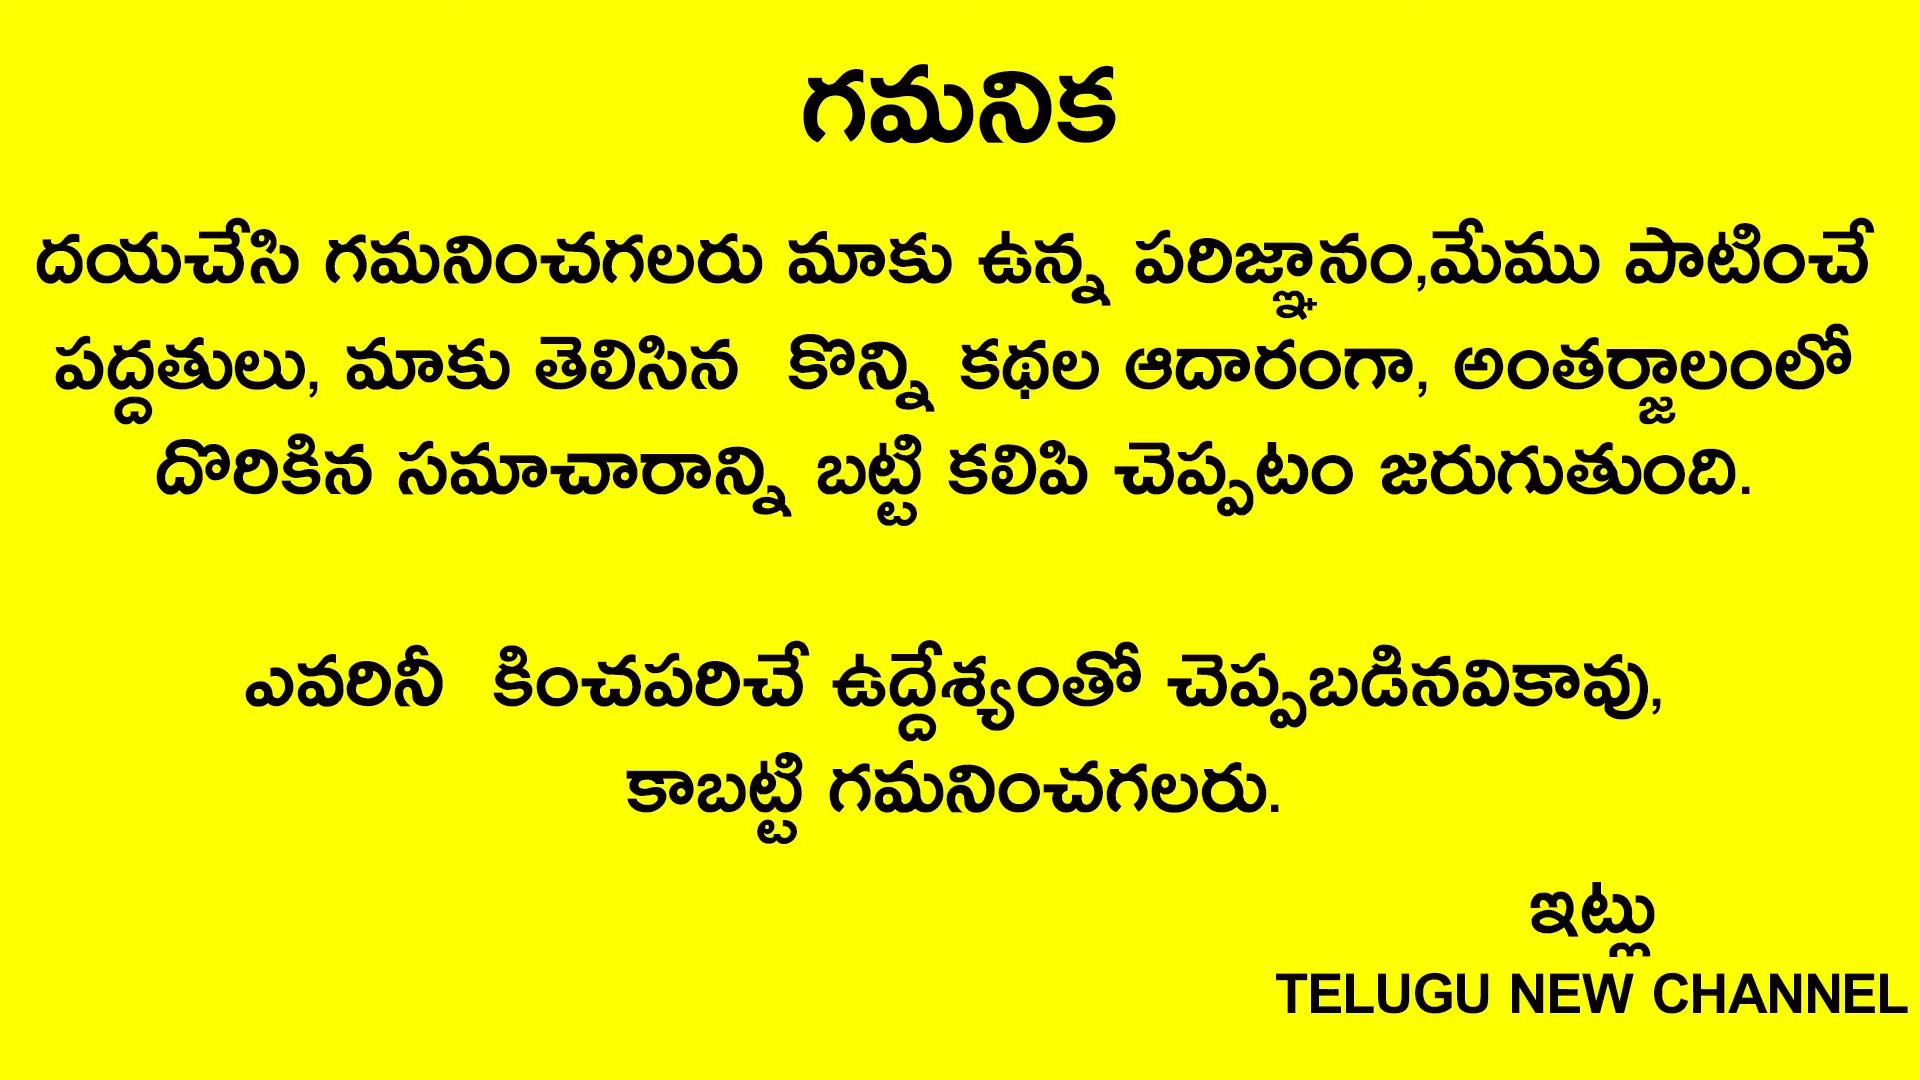 గమనిక
దయచేసి గమనించగలరు మాకు ఉన్న పరిజ్ఞానం,మేము పాటించే
పద్దతులు, మాకు తెలిసిన కొన్ని కథల ఆదారంగా, అంతర్జాలంలో
దొరికిన సమాచారాన్ని బట్టి కలిపి చెప్పటం జరుగుతుంది.
ఎవరినీ కించపరిచే ఉద్దేశ్యంతో చెప్పబడినవికావు,
కాబట్టి గమనించగలరు.
ఇట్లు
TELUGU NEW CHANNEL